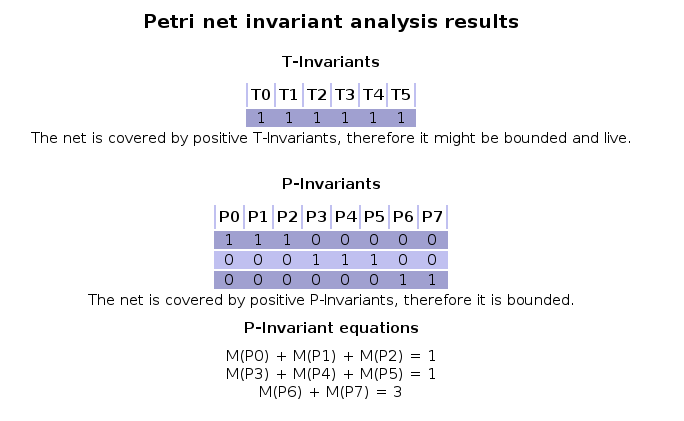 Petri net invariant analysis results
T-Invariants
T0 T1 T2 T3 T4 T5
1 1 1 1 1 1
The net is covered by positive T-Invariants, therefore it might be bounded and live.
P-Invariants
P0 P1 P2 P3 P4 P5 P6 P7
1 1 1 0 0 0 0 0
0 0 0 1 1 1 0 0
0 0 0 0 0 0 1 1
The net is covered by positive P-Invariants, therefore it is bounded.
P-Invariant equations
M(P0) + M(P1) + M(P2) = 1
M(P3) + M(P4) + M(P5) = 1
M(P6) + M(P7) = 3